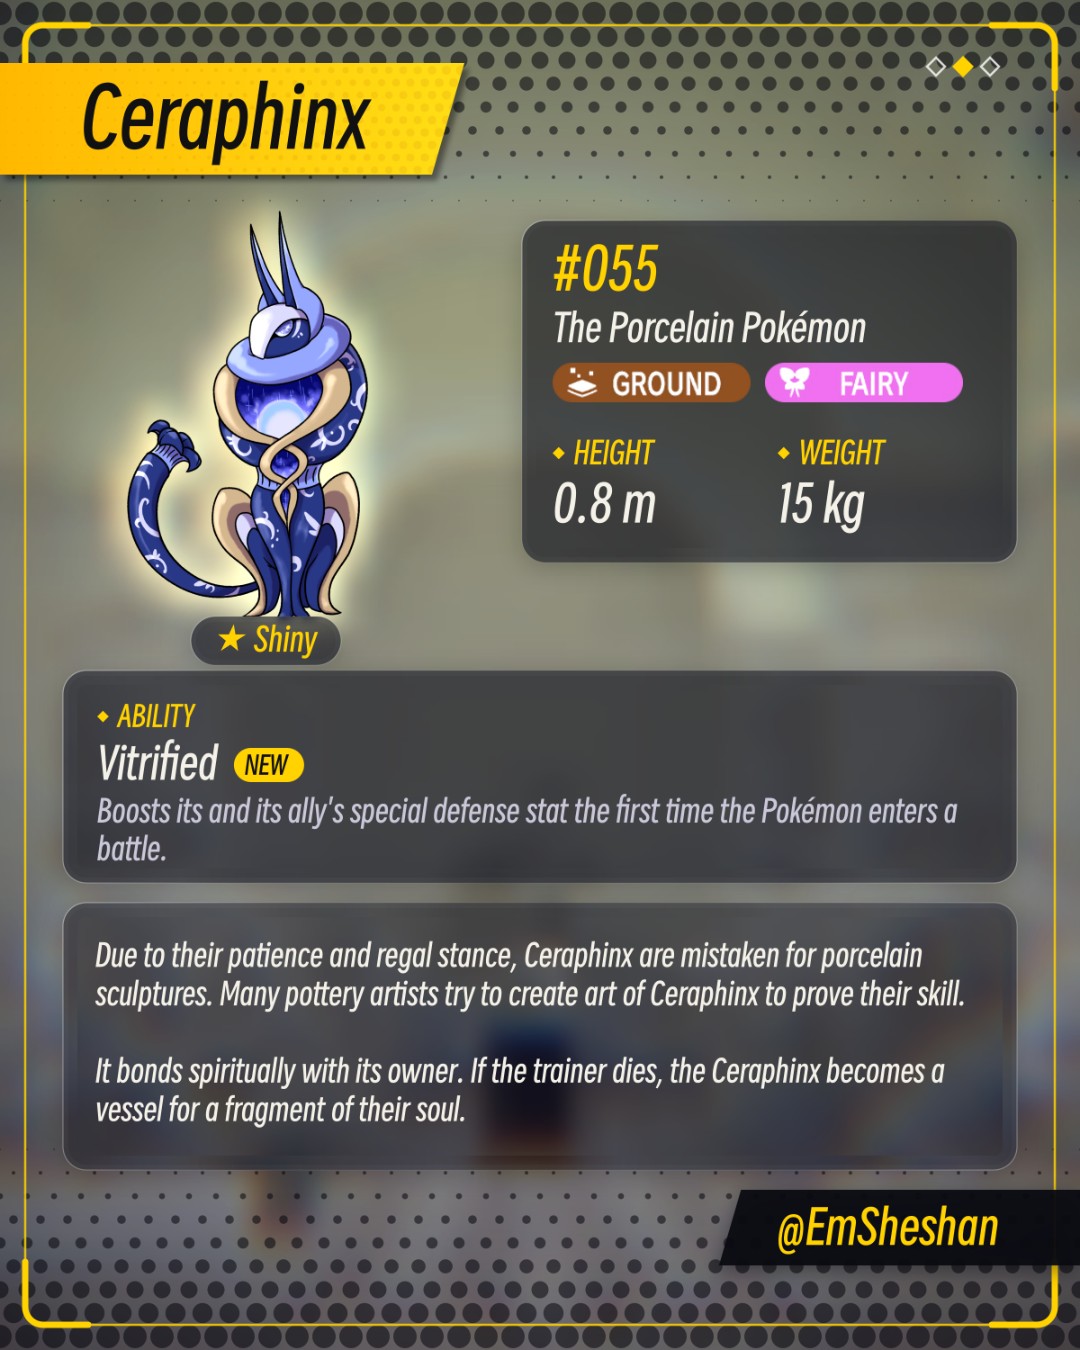 Ceraphinx
#055
The Porcelain Pokémon
GROUND FAIRY
HEIGHT WEIGHT
0.8 m 15 kg
★ Shiny
ABILITY
Vitrified NEW
Boosts its and its ally's special defense stat the first time the Pokémon enters a
battle.
Due to their patience and regal stance, Ceraphinx are mistaken for porcelain
sculptures. Many pottery artists try to create art of Ceraphinx to prove their skill.
It bonds spiritually with its owner. If the trainer dies, the Ceraphinx becomes a
vessel for a fragment of their soul.
@EmSheshan